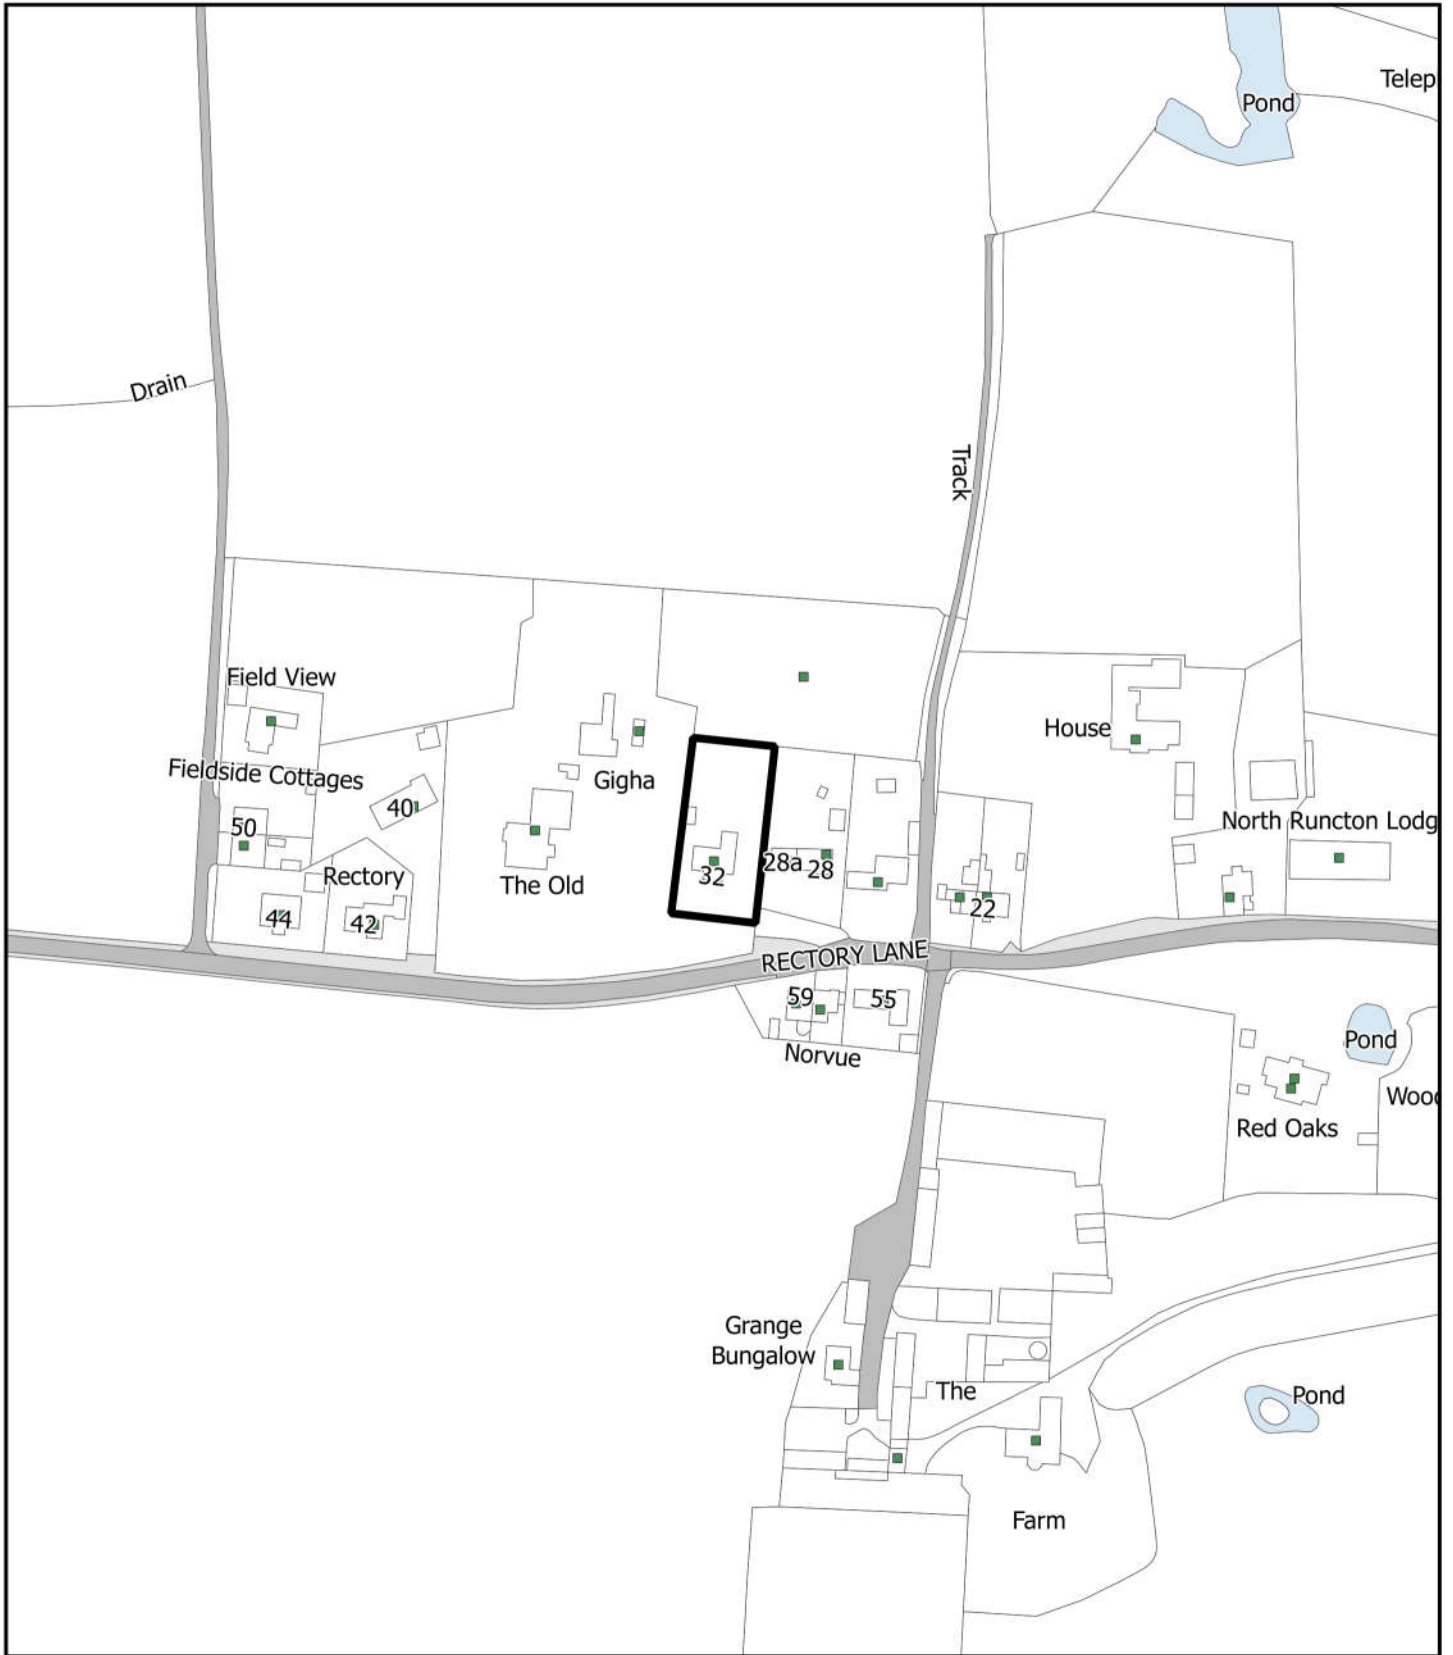 Telep
Pond
Drain
Track
Field View
House
Fieldside Cottages
Gigha
40
50
North Runcton Lodg
28a
28
32
Rectory
The Old
22
44
42
RECTORY LANE
59
55
Pond
Norvue
Wood
Red Oaks
Grange
Bungalow
The
Pond
Farm